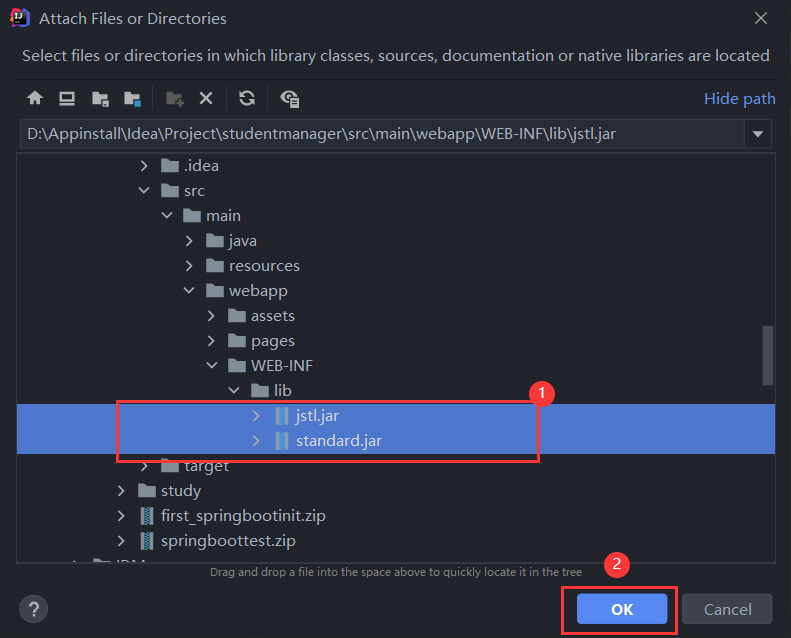 Attach Files or Directories
Select files or directories in which library classes, sources, documentation or native libraries are located
Hide path
D:\Appinstall\Idea\Project\studentmanager\src\main\webapp\WEB-INF\lib\jstl.jar
.idea
src
main
java
resources
webapp
assets
pages
WEB-INF
lib
1
jstl.jar
standard.jar
target
study
first_springbootinit.zip
springboottest.zip
Drag and drop a file into the space above to quickly locate it in the tree
2
?
OK
Cancel